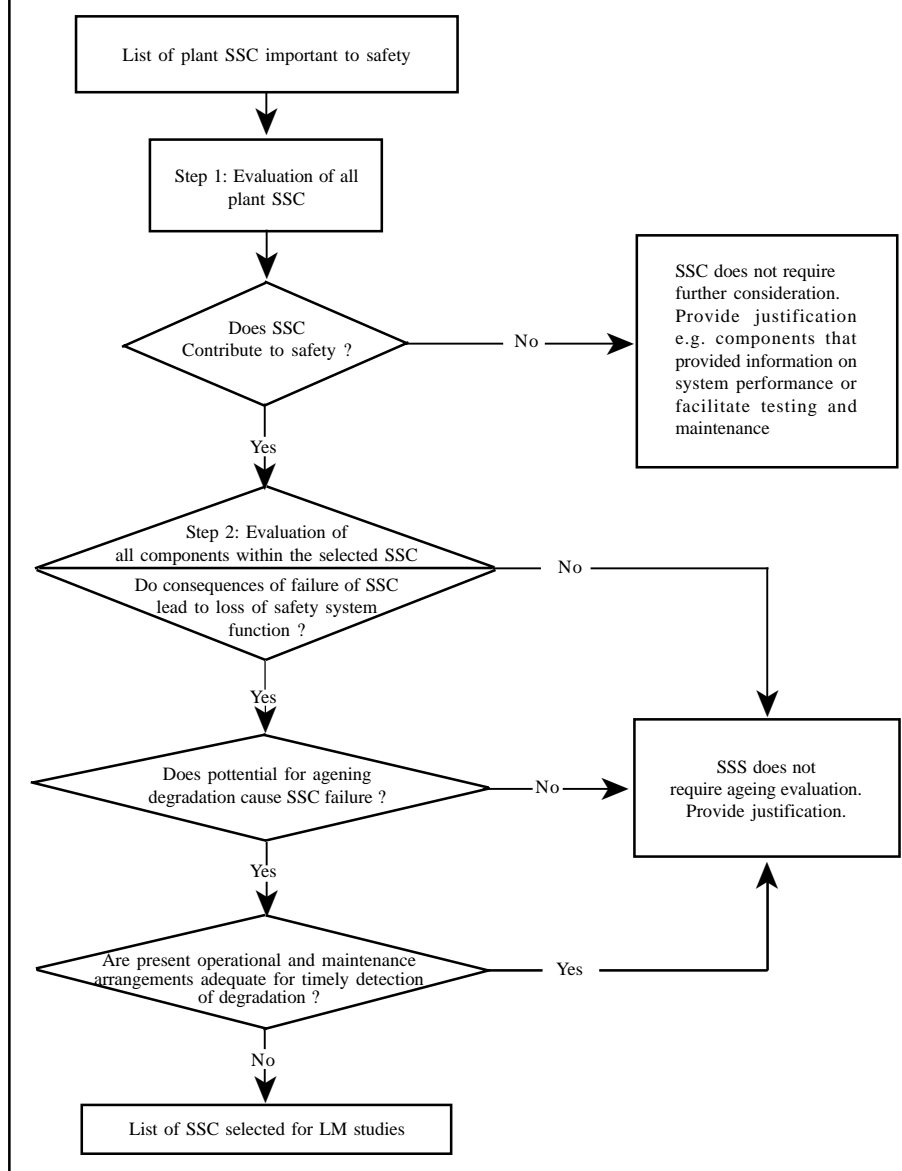 List of plant SSC important to safety
Step 1: Evaluation of all
plant SSC
Does SSC
Contribute to safety ?
No
SSC does not require
further consideration.
Provide justification
e.g. components that
provided information on
system performance or
facilitate testing and
maintenance
Yes
Step 2: Evaluation of
all components within the selected SSC
Do consequences of failure of SSC
lead to loss of safety system
function ?
No
Yes
Does pottential for agening
degradation cause SSC failure ?
No
SSS does not
require ageing evaluation.
Provide justification.
Yes
Are present operational and maintenance
arrangements adequate for timely detection
of degradation ?
Yes
No
List of SSC selected for LM studies